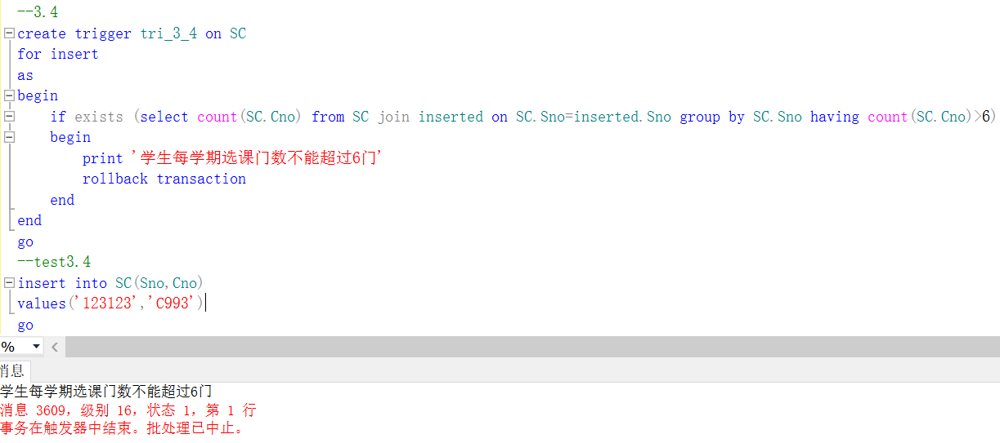 --3.4
create trigger tri_3_4 on SC
for insert
as
begin
if exists (select count(SC.Cno) from SC join inserted on SC.Sno=inserted.Sno group by SC.Sno having count(SC.Cno)>6)
begin
print '学生每学期选课门数不能超过6门'
rollback transaction
end
end
go
--test3.4
insert into SC(Sno,Cno)
values('123123','C993')
go
%
消息
学生每学期选课门数不能超过6门
消息 3609，级别 16，状态 1，第 1 行
事务在触发器中结束。批处理已中止。